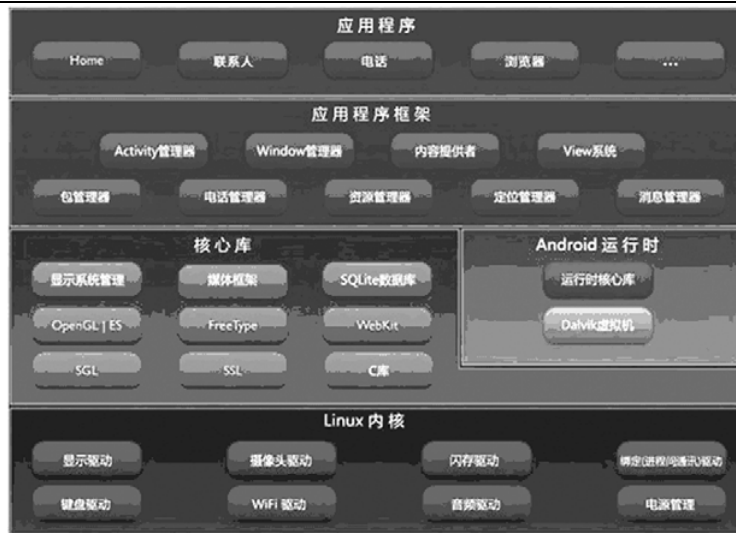 应用程序
Home 联系人 电话 浏览器 ...
应用程序框架
Activity管理器 Window管理器 内容提供者 View系统
包管理器 电话管理器 资源管理器 定位管理器 消息管理器
核心库
显示系统管理 媒体框架 SQLite数据库
OpenGL | ES FreeType WebKit
SGL SSL C库
Android 运行时
运行时核心库
Dalvik虚拟机
Linux 内核
显示驱动 摄像头驱动 闪存驱动 绑定(进程间通讯)驱动
键盘驱动 WiFi 驱动 音频驱动 电源管理